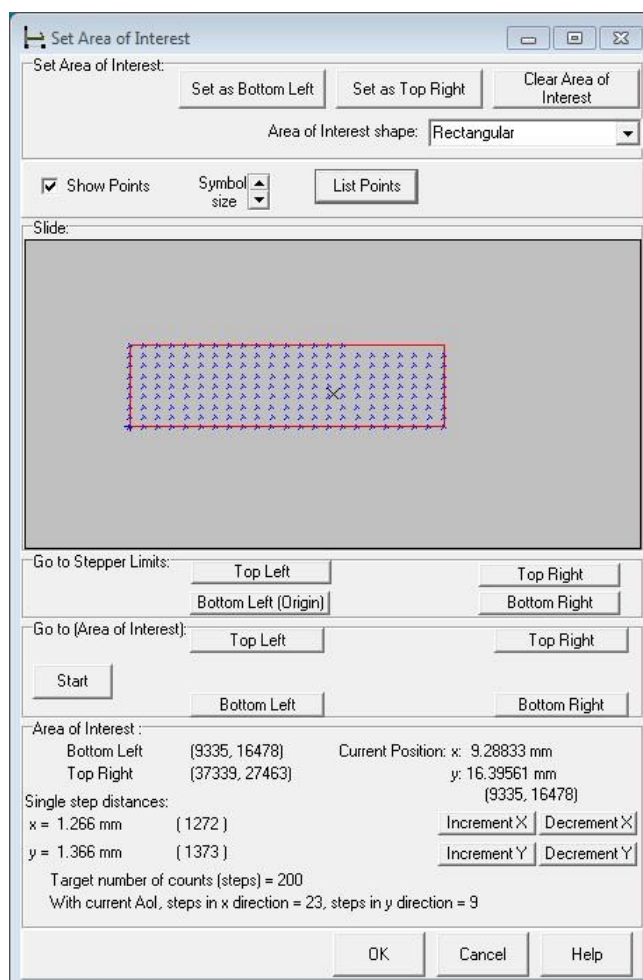 Set Area of Interest
Set Area of Interest:
Set as Bottom Left Set as Top Right Clear Area of
Interest
Area of Interest shape: Rectangular
Show Points Symbol List Points
size
Slide:
Go to Stepper Limits:
Top Left Top Right
Bottom Left (Origin) Bottom Right
Go to (Area of Interest):
Top Left Top Right
Start
Bottom Left Bottom Right
Area of Interest :
Bottom Left (9335, 16478) Current Position: x: 9.28833 mm
Top Right (37339, 27463) y: 16.39561 mm
(9335, 16478)
Single step distances:
x = 1.266 mm ( 1272 ) Increment X Decrement X
y = 1.366 mm ( 1373 ) Increment Y Decrement Y
Target number of counts (steps) = 200
With current AoI, steps in x direction = 23, steps in y direction = 9
OK Cancel Help